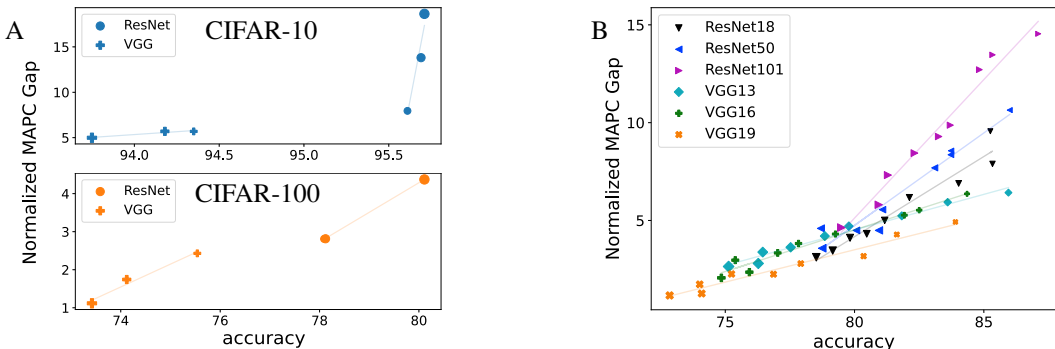 A
CIFAR-10
ResNet
VGG
15
10
5
94.0
94.5
95.0
95.5
Normalized MAPC Gap
CIFAR-100
ResNet
VGG
4
3
2
1
74
76
78
80
accuracy
B
ResNet18
ResNet50
ResNet101
VGG13
VGG16
VGG19
Normalized MAPC Gap
15
10
5
75
80
85
accuracy